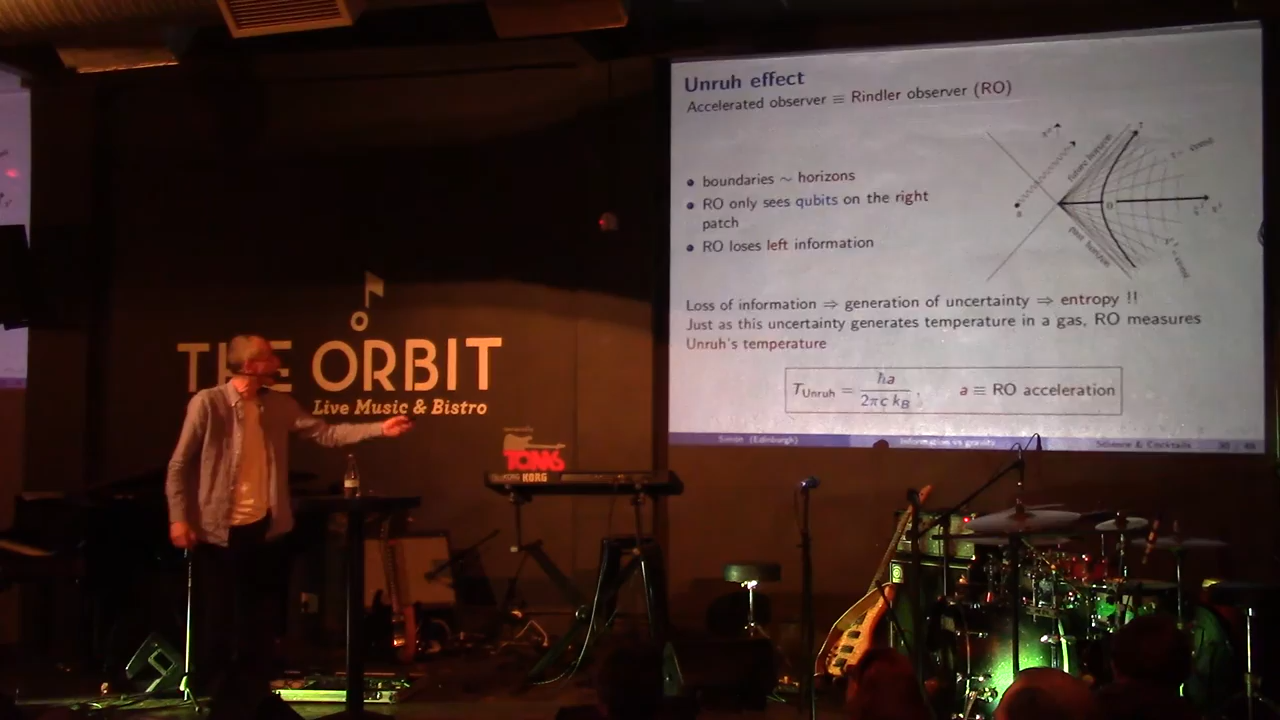 Unruh effect
Accelerated observer ≡ Rindler observer (RO)
future horizon
past horizon
• boundaries ∼ horizons
• RO only sees qubits on the right
patch
• RO loses left information
Loss of information ⇒ generation of uncertainty ⇒ entropy !!
Just as this uncertainty generates temperature in a gas, RO measures
Unruh's temperature
T_Unruh = ħa / 2πc k_B , a ≡ RO acceleration
Simón (Edinburgh) Information vs gravity Science & Cocktails
THE ORBIT
Live Music & Bistro
KORG